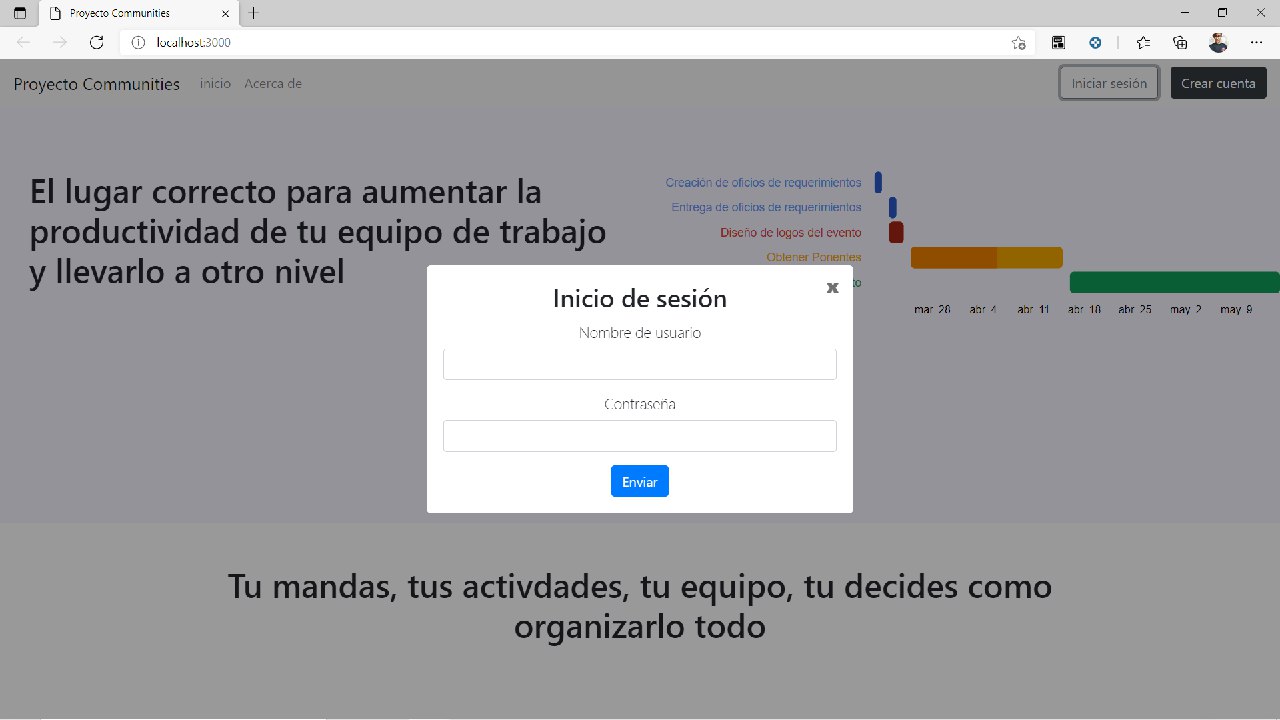 Proyecto Communities
localhost:3000
Proyecto Communities
inicio
Acerca de
Iniciar sesión
Crear cuenta
El lugar correcto para aumentar la
productividad de tu equipo de trabajo
y llevarlo a otro nivel
Creación de oficios de requerimientos
Entrega de oficios de requerimientos
Diseño de logos del evento
Obtener Ponentes
to
mar. 28 abr. 4 abr. 11 abr. 18 abr. 25 may. 2 may. 9
x
Inicio de sesión
Nombre de usuario
Contraseña
Enviar
Tu mandas, tus activdades, tu equipo, tu decides como
organizarlo todo